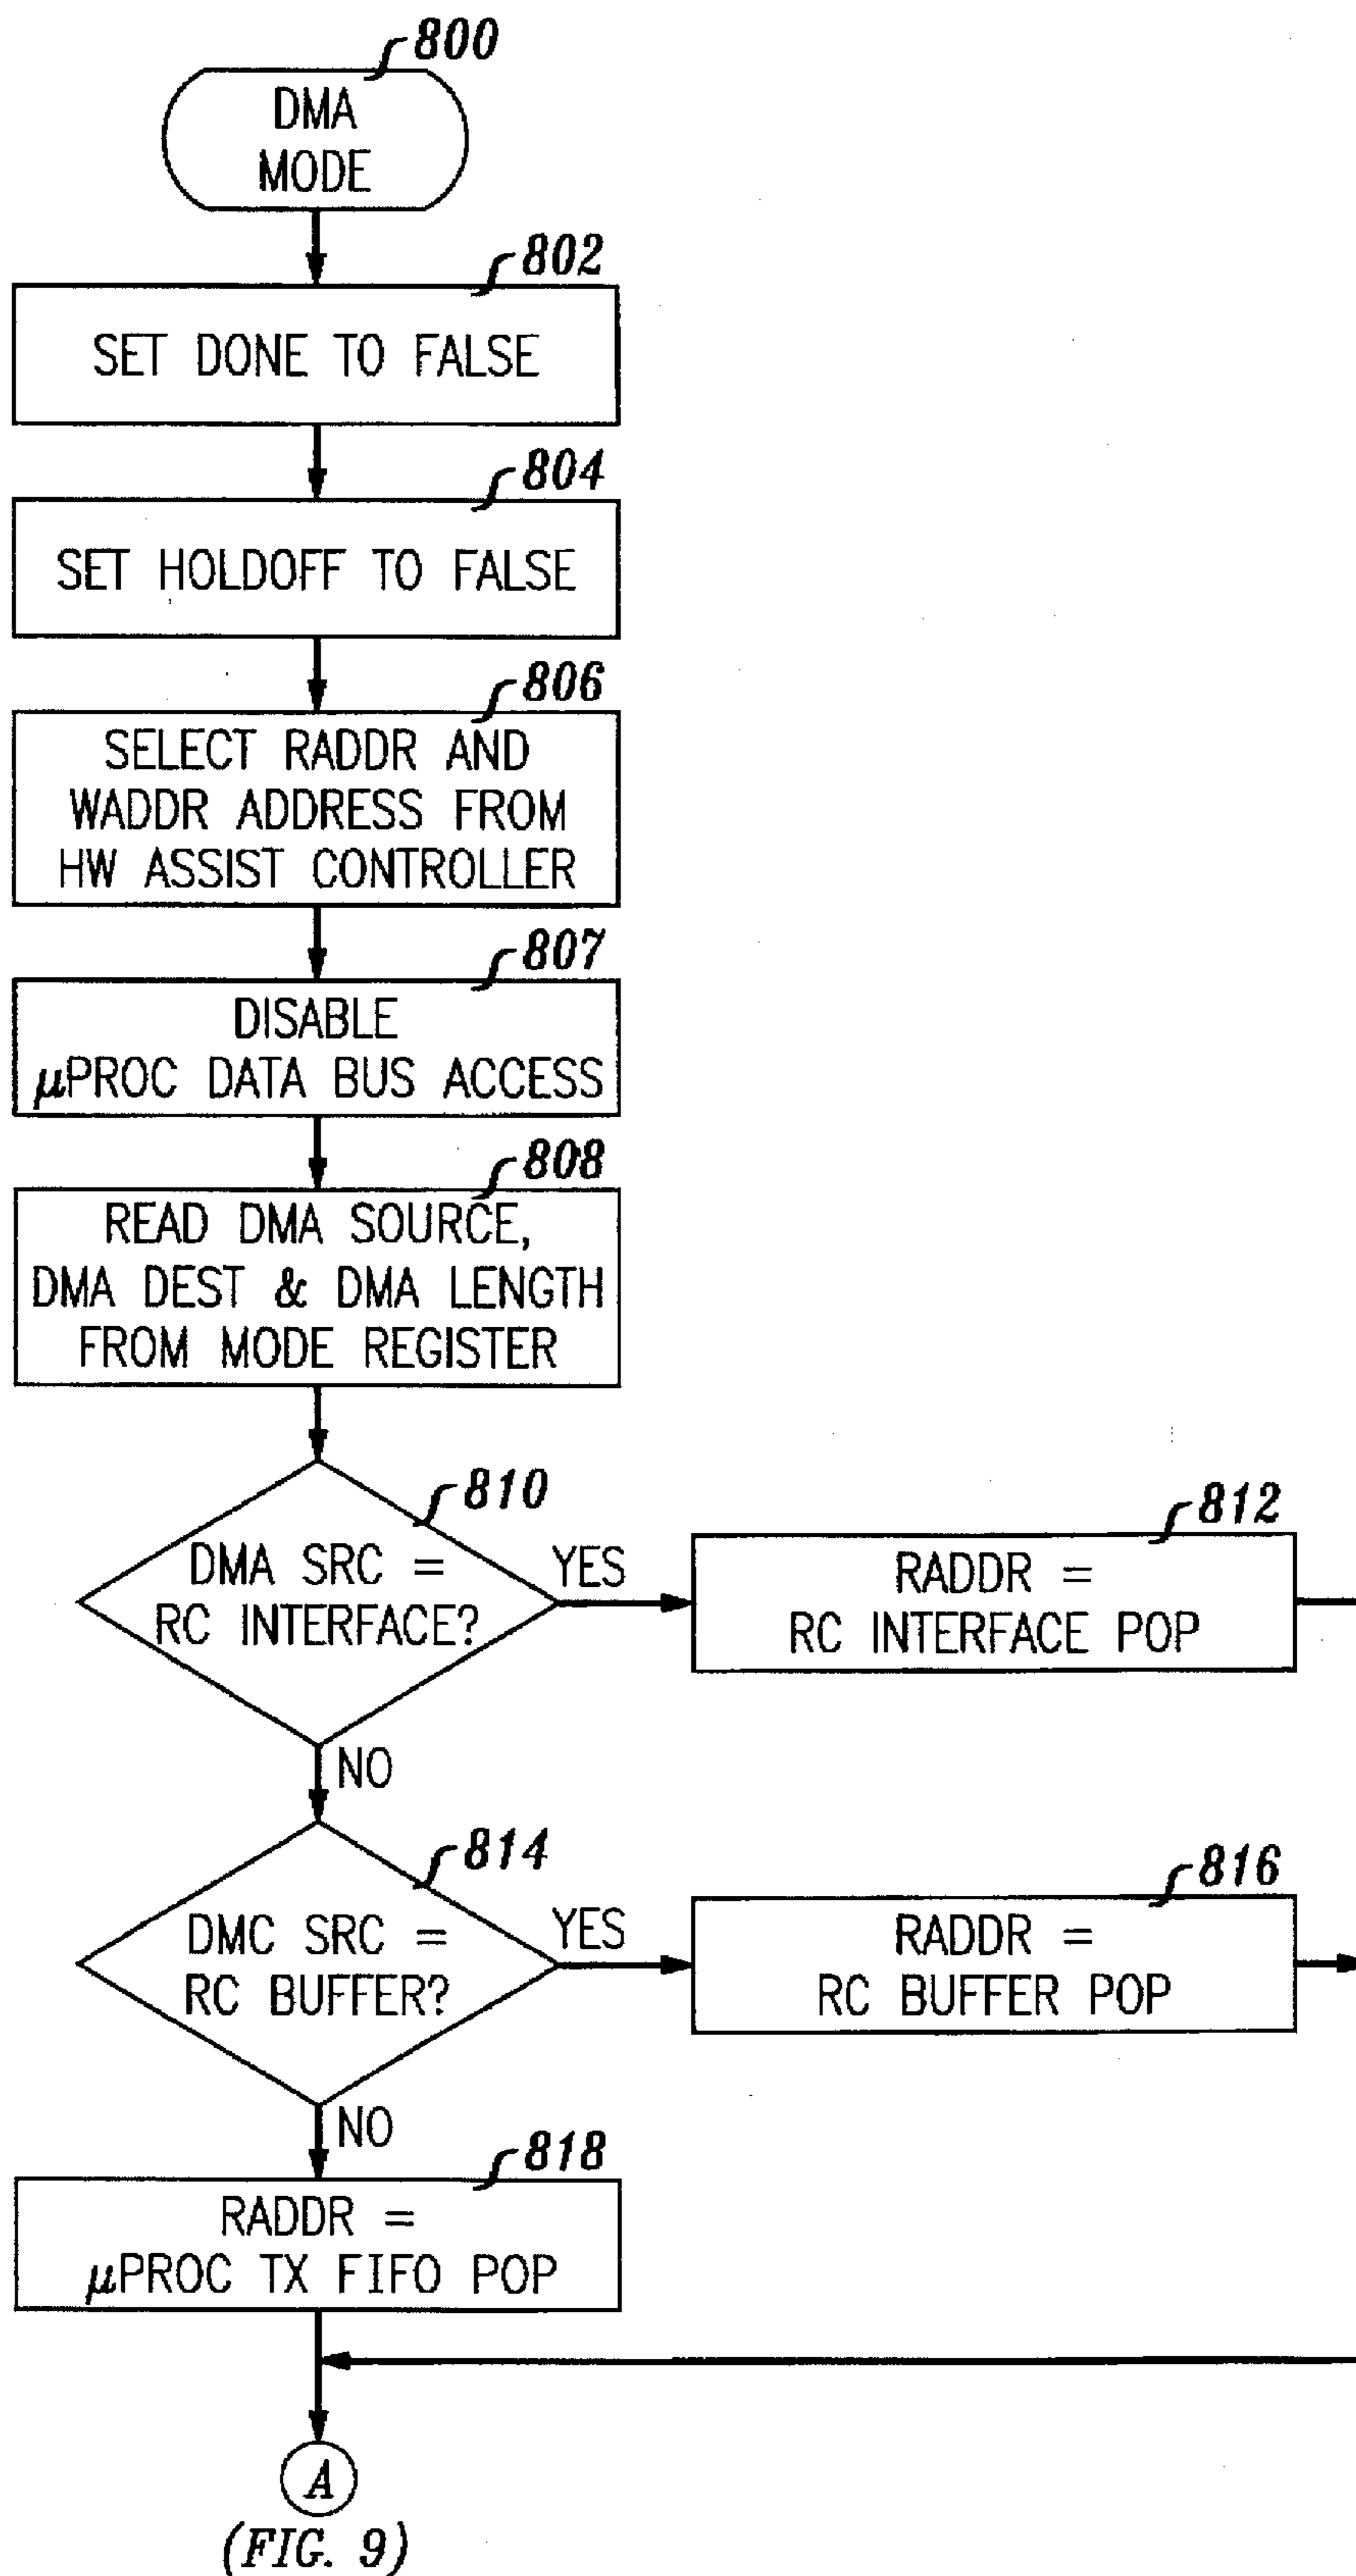 800
DMA
MODE
802
SET DONE TO FALSE
804
SET HOLDOFF TO FALSE
806
SELECT RADDR AND
WADDR ADDRESS FROM
HW ASSIST CONTROLLER
807
DISABLE
μPROC DATA BUS ACCESS
808
READ DMA SOURCE,
DMA DEST & DMA LENGTH
FROM MODE REGISTER
810
DMA SRC =
RC INTERFACE?
YES
812
RADDR =
RC INTERFACE POP
NO
814
DMC SRC =
RC BUFFER?
YES
816
RADDR =
RC BUFFER POP
NO
818
RADDR =
μPROC TX FIFO POP
A
(FIG. 9)